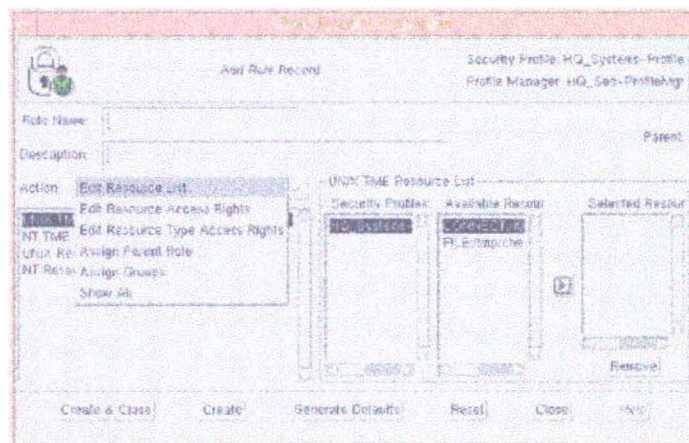 Add Role Record
Security Profile: HQ_Systems-Profile
Profile Manager: HQ_Sec-ProfileMgr
Role Name:
Parent:
Description:
Action
Edit Resource List
Edit Resource Access Rights
Edit Resource Type Access Rights
Assign Parent Role
Assign Groups
Show All
NT TME
UNIX Re
NT Reso
UNIX TME Resource List
Security Profiles
Available Resour
Selected Resour
HQ_Systems
Remove
Create & Close
Create
Generate Defaults
Reset
Close
Help